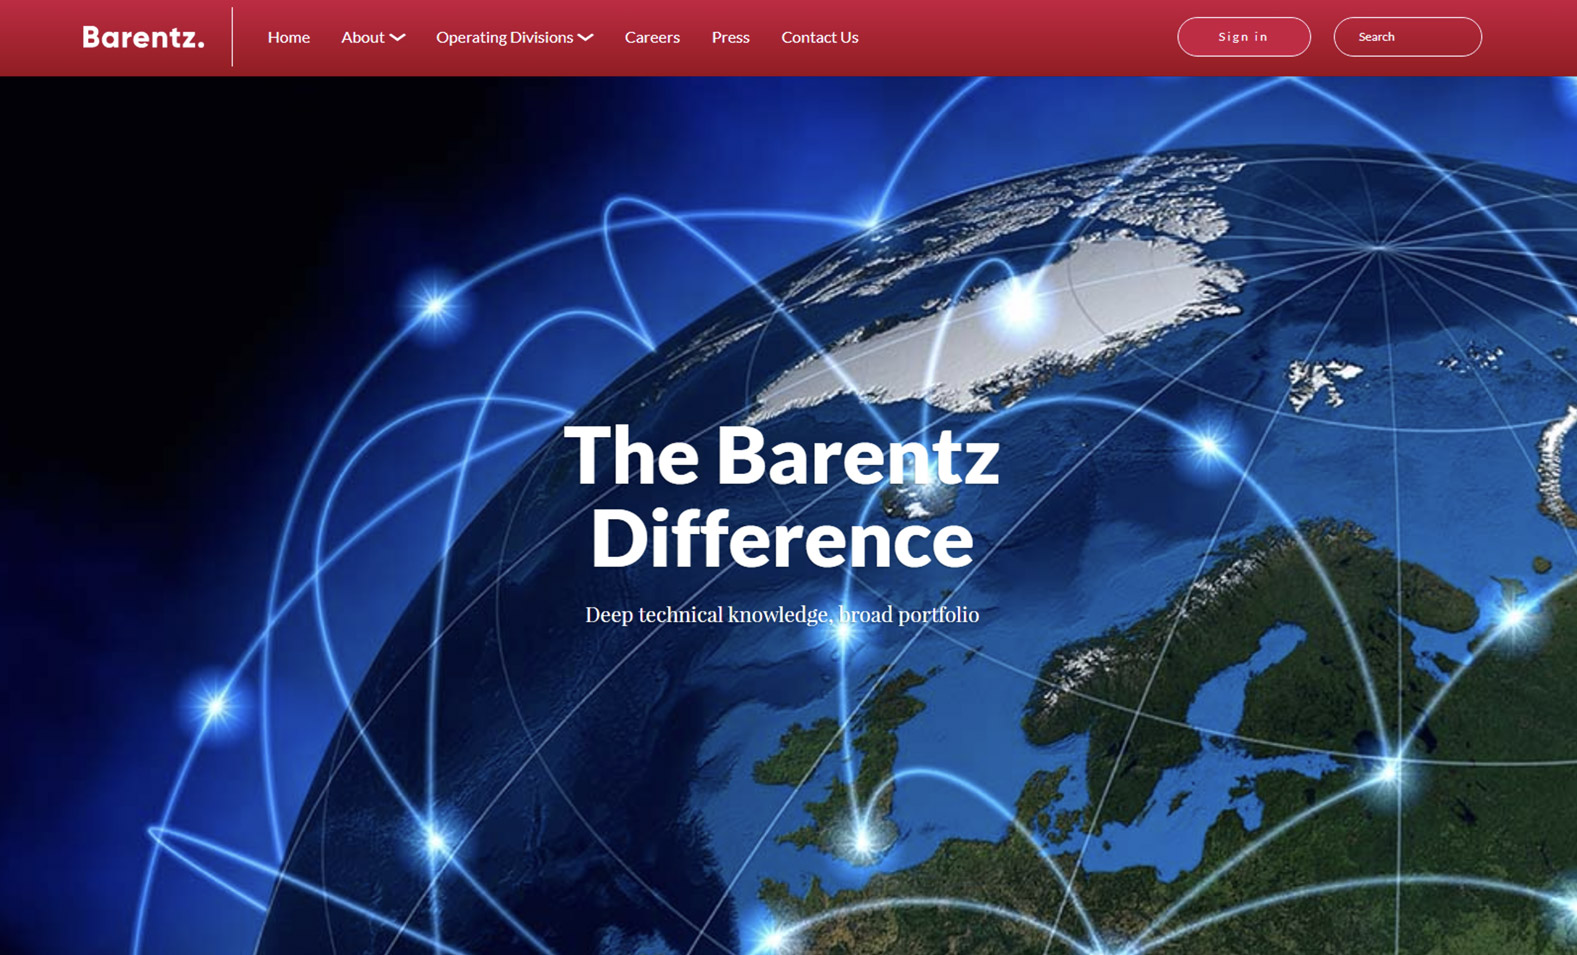 Barentz.
Home About Operating Divisions Careers Press Contact Us
Sign in
Search
The Barentz
Difference
Deep technical knowledge, broad portfolio